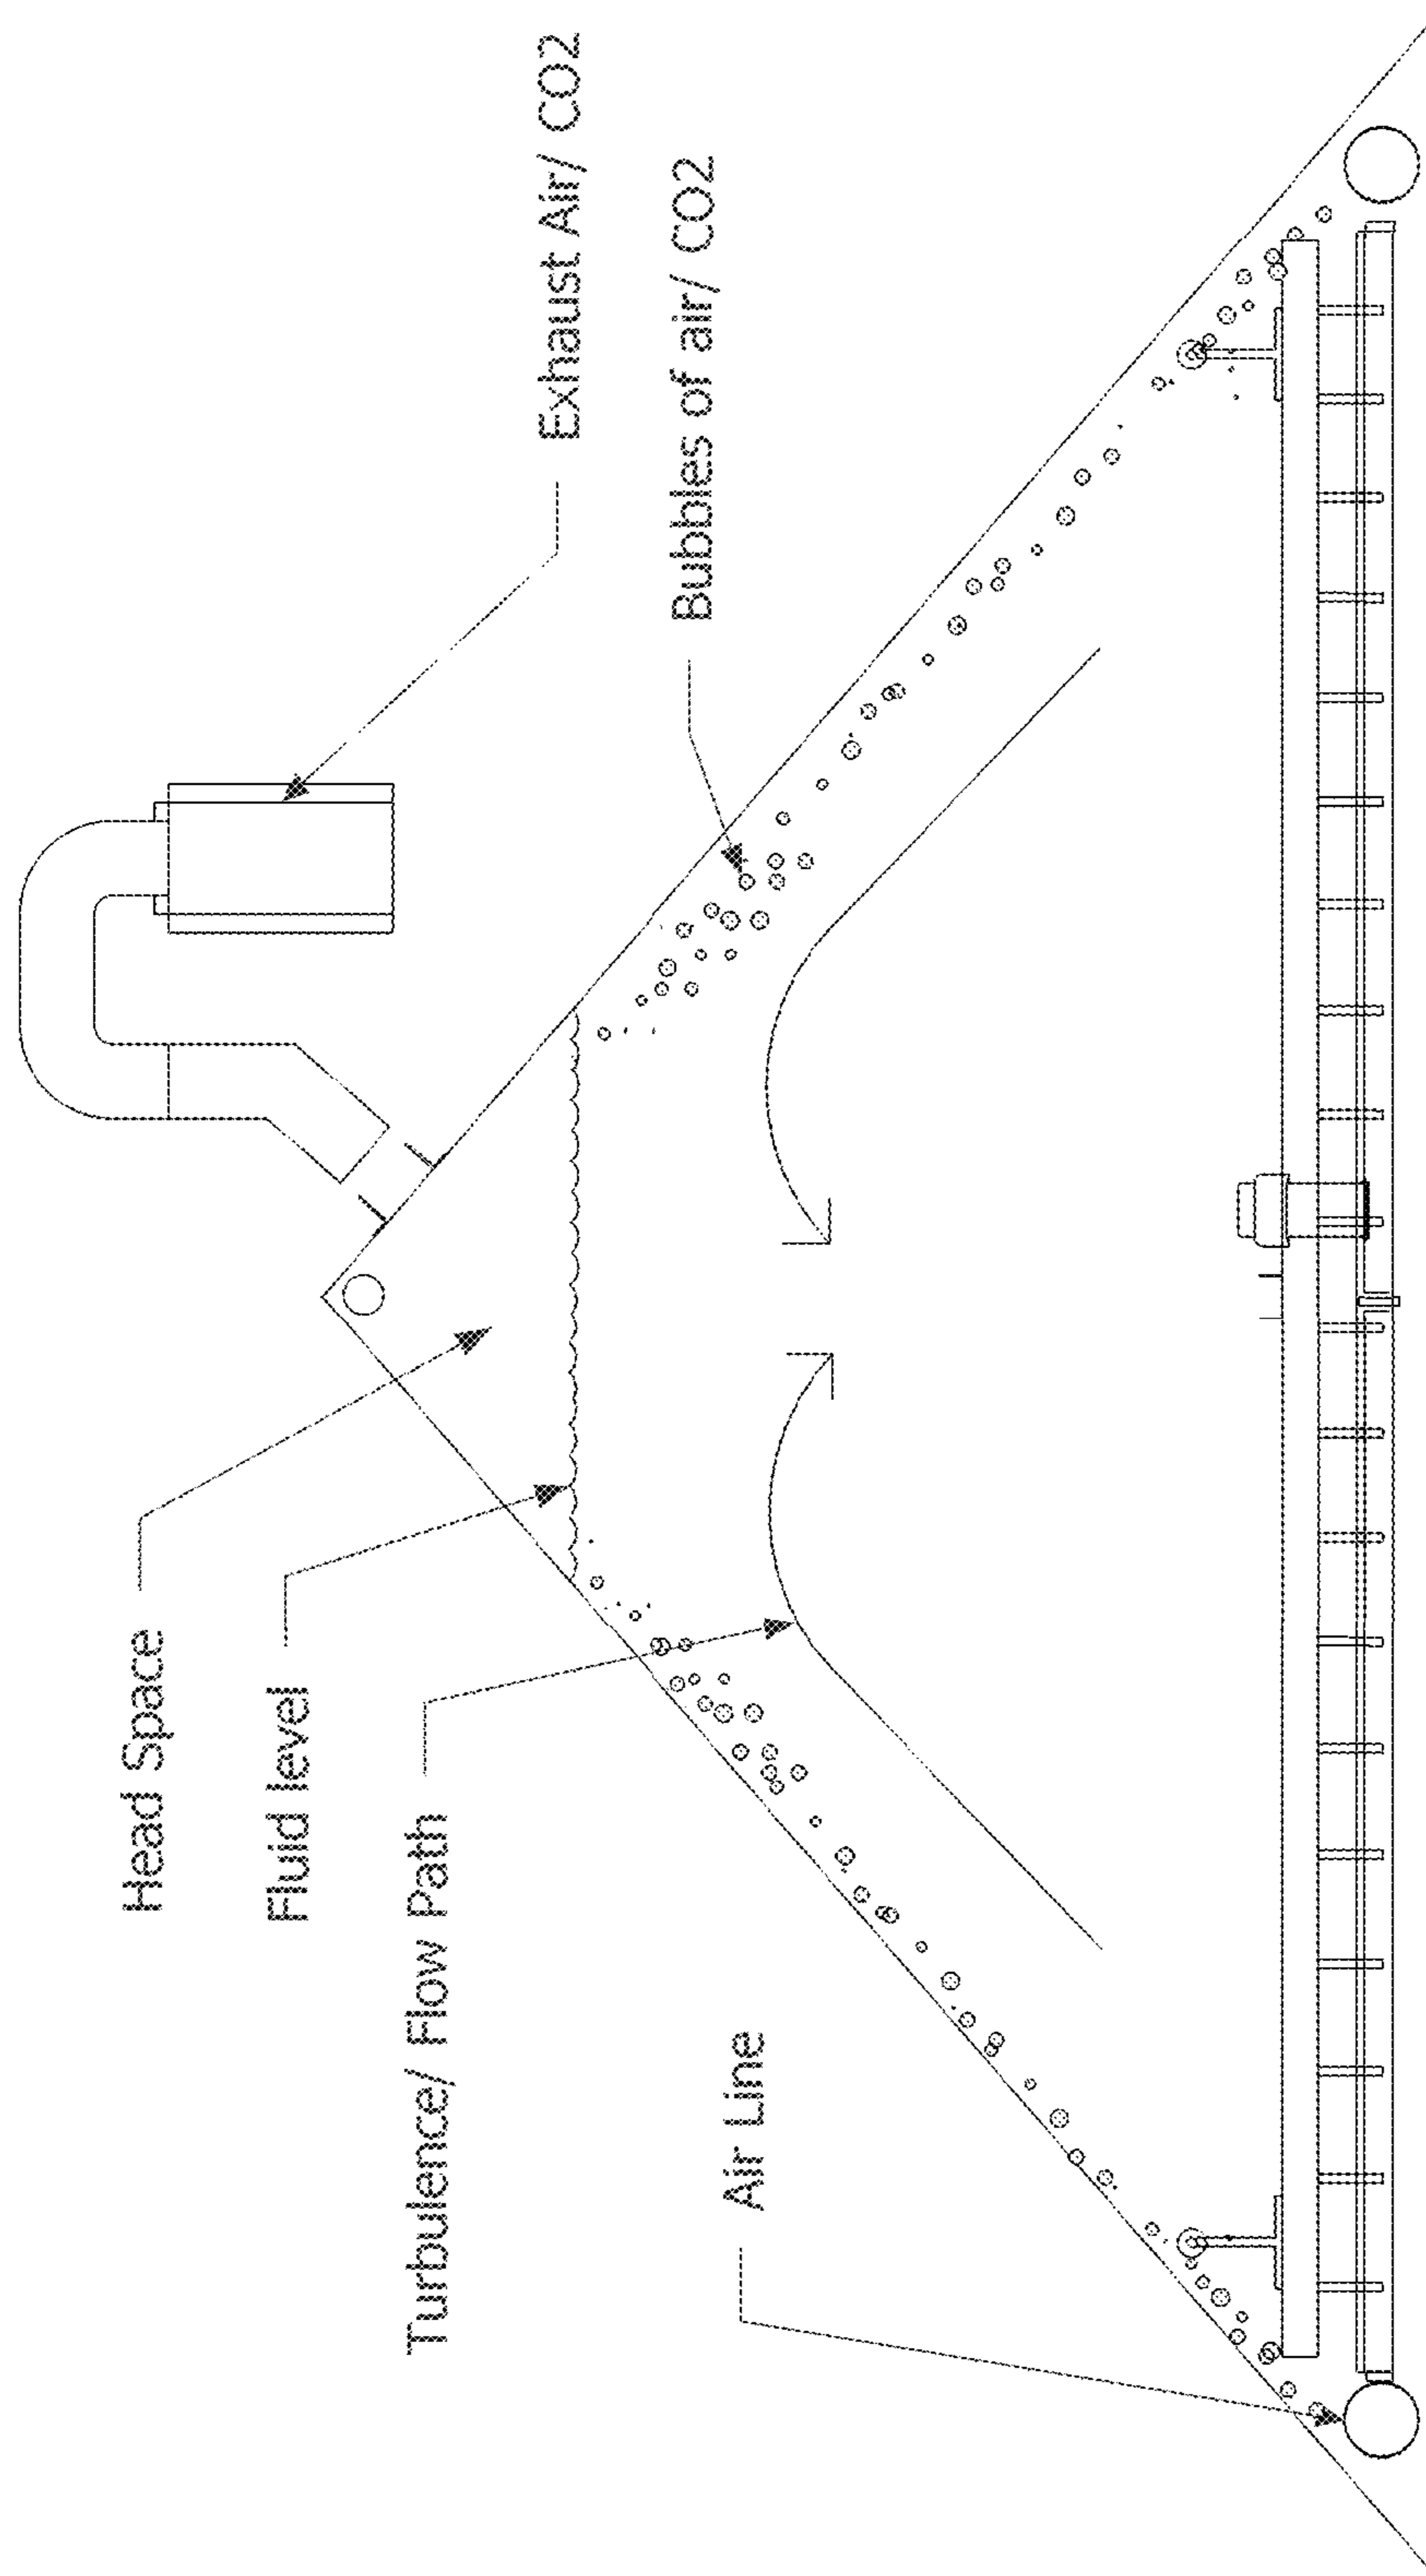 Head Space
Fluid level
Turbulence/ Flow Path
Air Line
Exhaust Air/ CO2
Bubbles of air/ CO2